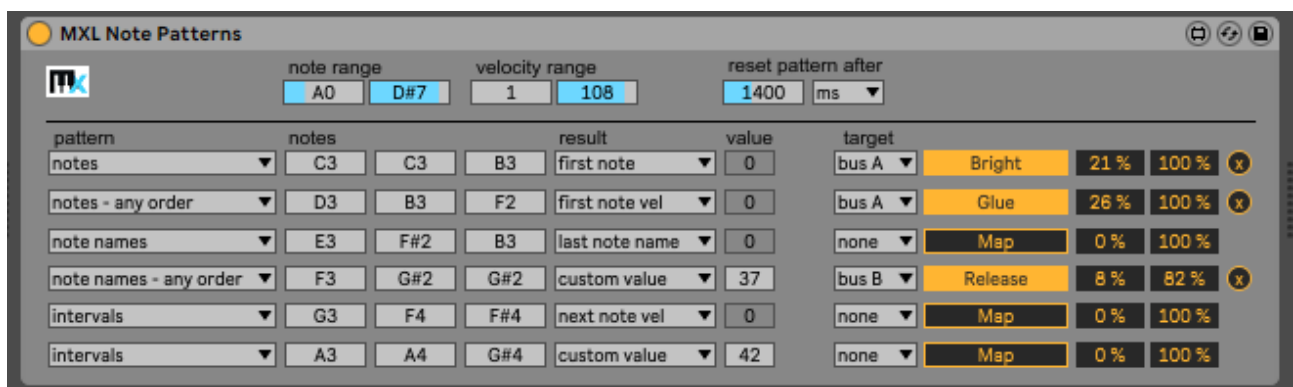 MXL Note Patterns
mx
note range velocity range reset pattern after
A0 D#7 1 108 1400 ms
pattern notes result value target
notes C3 C3 B3 first note 0 bus A Bright 21 % 100 % x
notes - any order D3 B3 F2 first note vel 0 bus A Glue 26 % 100 % x
note names E3 F#2 B3 last note name 0 none Map 0 % 100 %
note names - any order F3 G#2 G#2 custom value 37 bus B Release 8 % 82 % x
intervals G3 F4 F#4 next note vel 0 none Map 0 % 100 %
intervals A3 A4 G#4 custom value 42 none Map 0 % 100 %